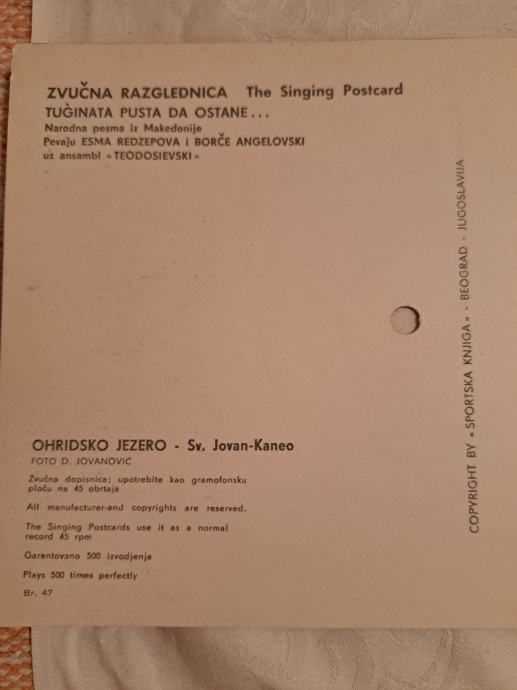 ZVUČNA RAZGLEDNICA The Singing Postcard
TUĠINATA PUSTA DA OSTANE...
Narodna pesma iz Makedonije
Pevaju ESMA REDZEPOVA i BORČE ANGELOVSKI
uz ansambl «TEODOSIEVSKI»
COPYRIGHT BY «SPORTSKA KNJIGA» - BEOGRAD - JUGOSLAVIJA
OHRIDSKO JEZERO - Sv. Jovan-Kaneo
FOTO D. JOVANOVIC
Zvučna dopisnica; upotrebite kao gramofonsku
ploču na 45 obrtaja
All manufacturer-and copyrights are reserved.
The Singing Postcards use it as a normal
record 45 rpm
Garantovano 500 izvodjenja
Plays 500 times perfectly
Br. 47